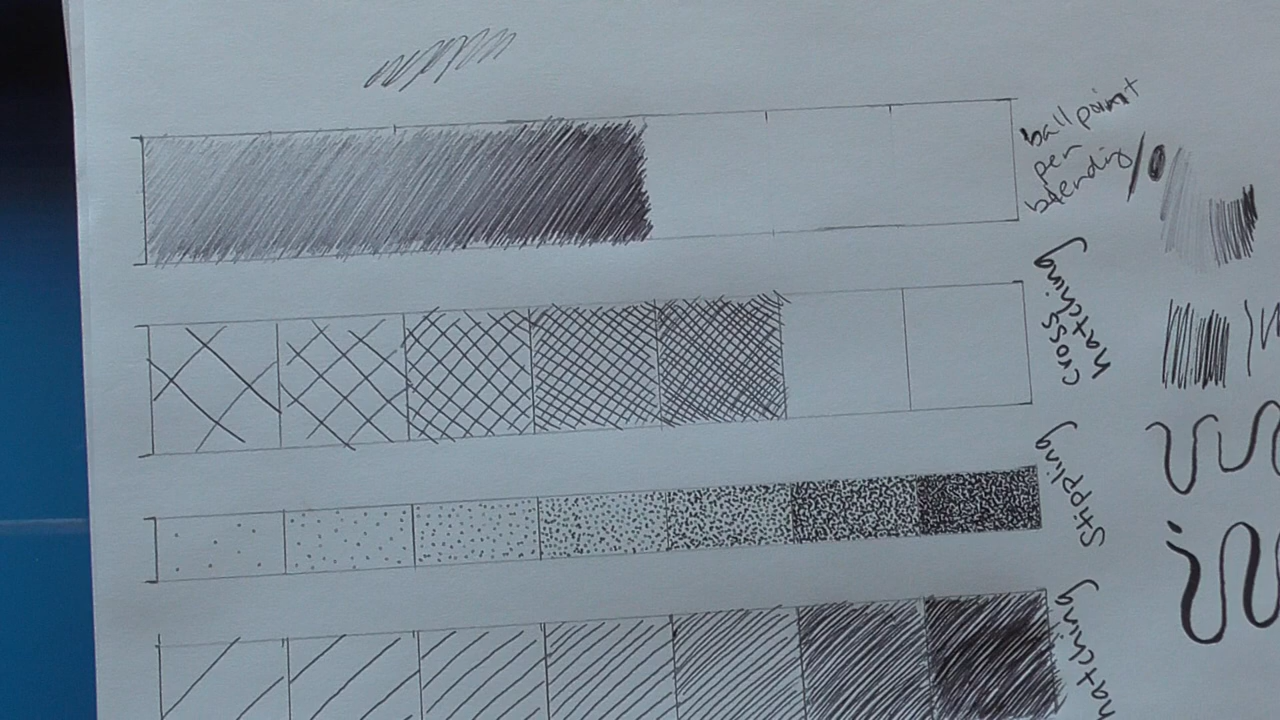 ball point
pen
blending
cross
hatching
Stippling
hatching